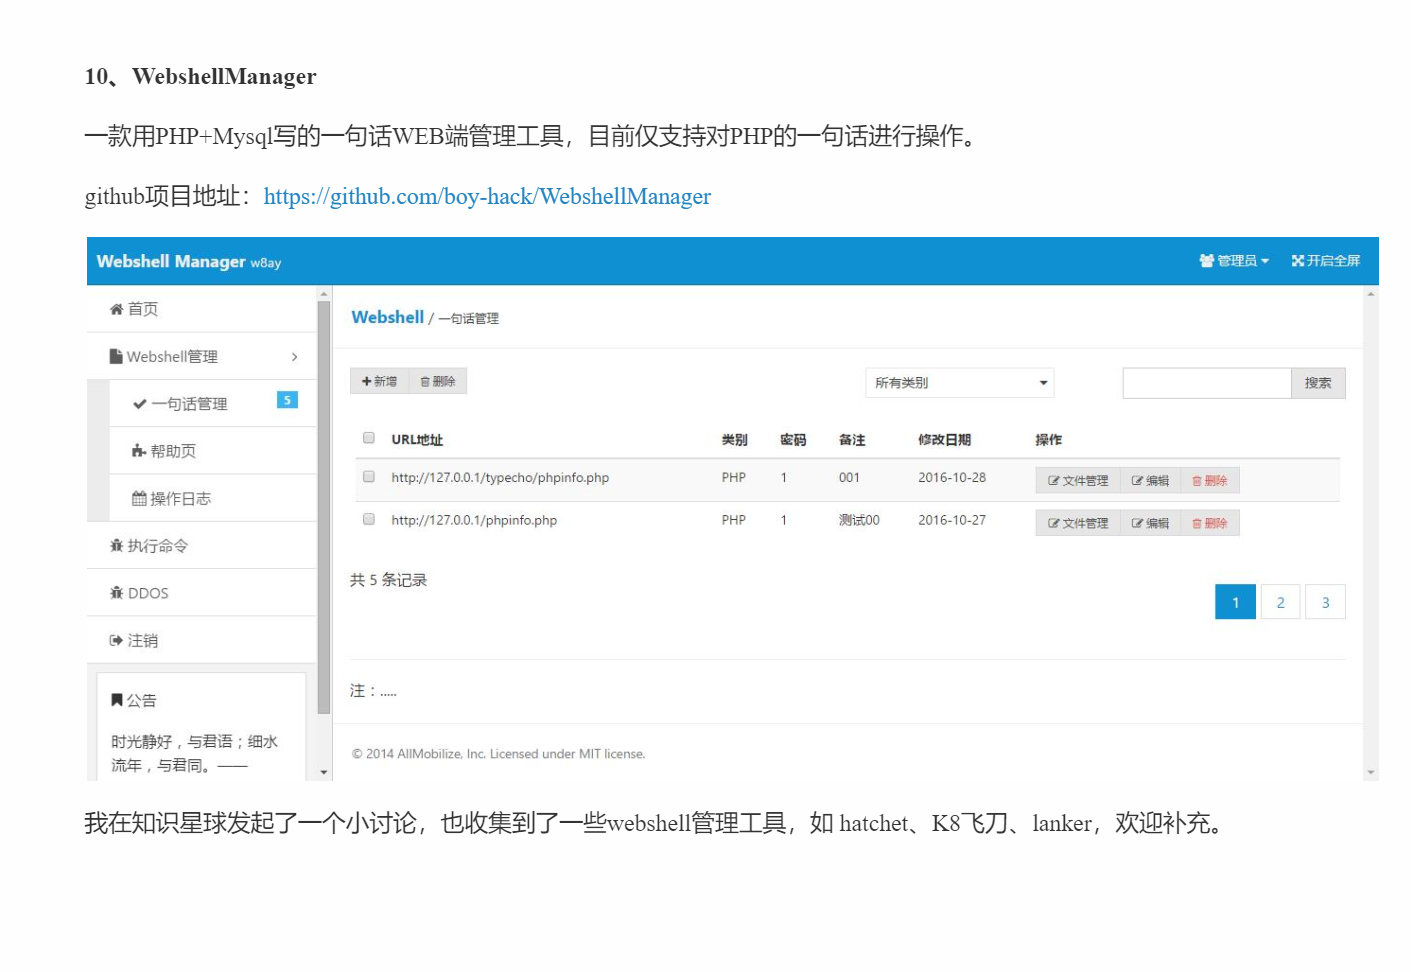 10、WebshellManager
一款用PHP+Mysql写的一句话WEB端管理工具，目前仅支持对PHP的一句话进行操作。
github项目地址：https://github.com/boy-hack/WebshellManager
Webshell Manager w8ay
管理员
开启全屏
首页
Webshell管理
一句话管理 5
帮助页
操作日志
执行命令
DDOS
注销
公告
时光静好，与君语；细水
流年，与君同。——
Webshell / 一句话管理
新增 删除 所有类别 搜索
URL地址 类别 密码 备注 修改日期 操作
http://127.0.0.1/typecho/phpinfo.php PHP 1 001 2016-10-28 文件管理 编辑 删除
http://127.0.0.1/phpinfo.php PHP 1 测试00 2016-10-27 文件管理 编辑 删除
共 5 条记录
1 2 3
注：.....
© 2014 AllMobilize, Inc. Licensed under MIT license.
我在知识星球发起了一个小讨论，也收集到了一些webshell管理工具，如 hatchet、K8飞刀、lanker，欢迎补充。